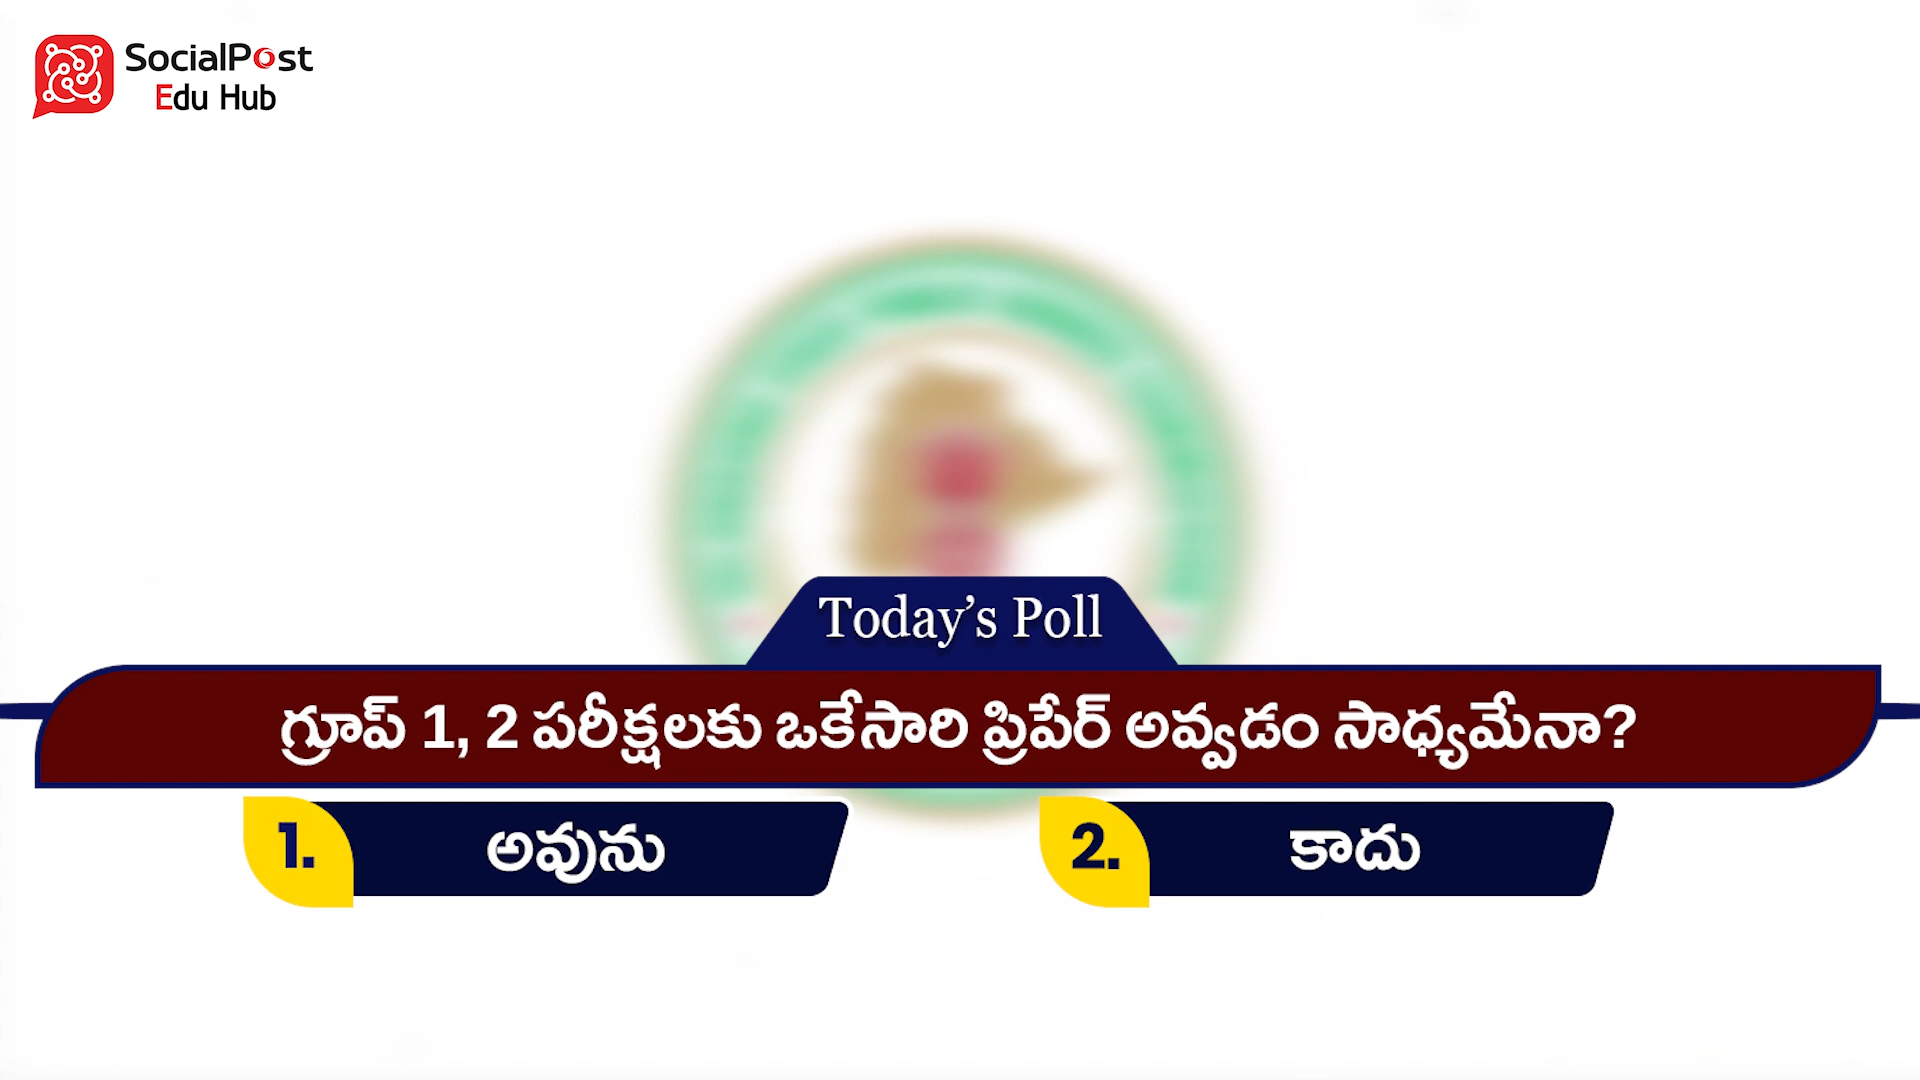 SocialPost
Edu Hub
Today’s Poll
గ్రూప్ 1, 2 పరీక్షలకు ఒకేసారి ప్రిపేర్ అవ్వడం సాధ్యమేనా?
1. అవును
2. కాదు